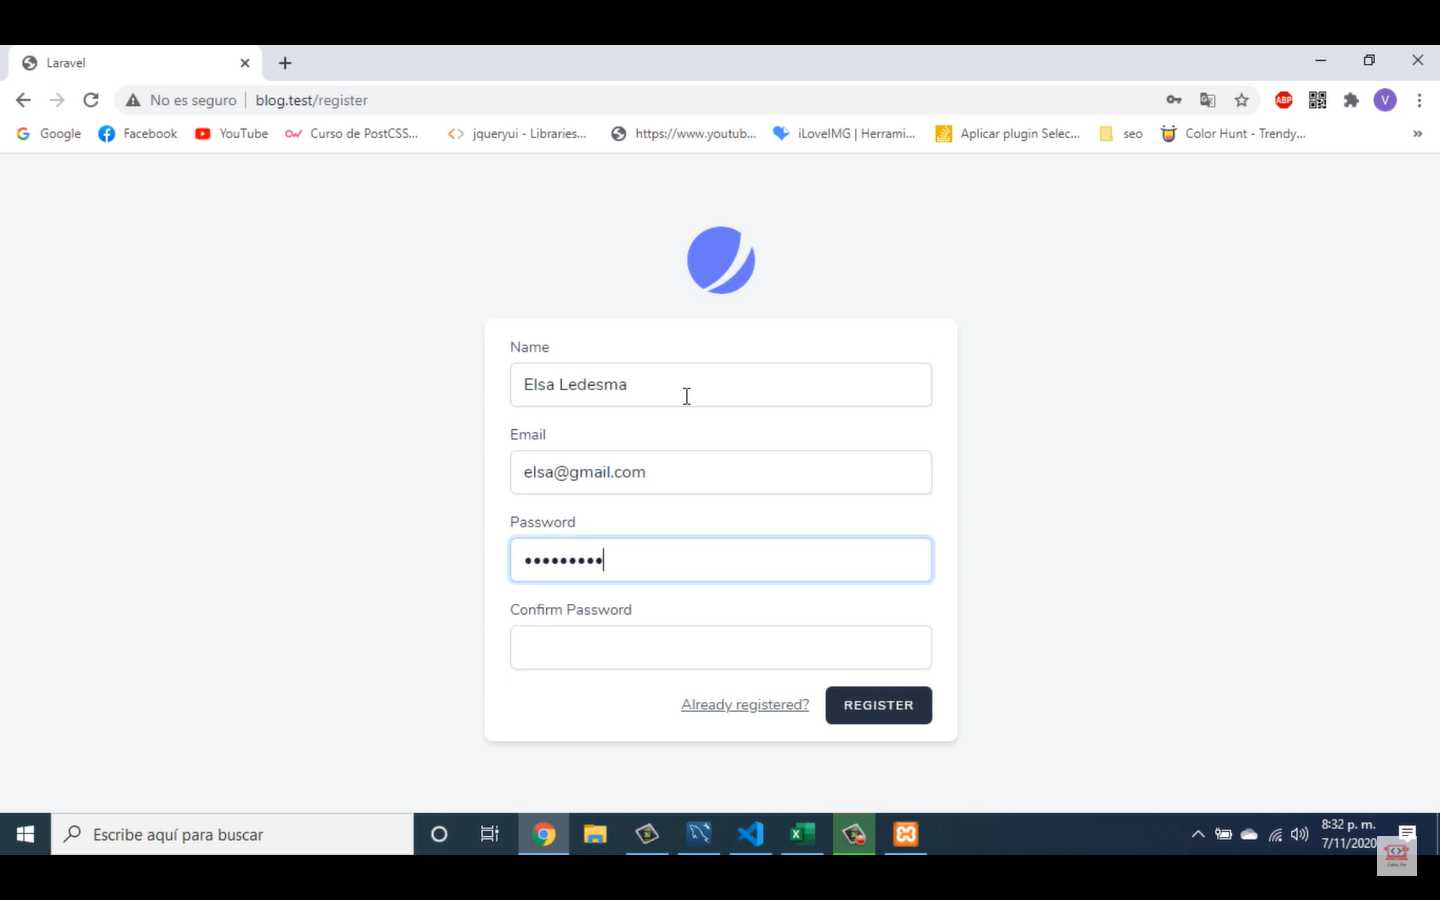 Laravel
No es seguro blog.test/register
ABP
V
Google Facebook YouTube Curso de PostCSS... jqueryui - Libraries... https://www.youtub... iLoveIMG | Herrami... Aplicar plugin Selec... seo Color Hunt - Trendy... »
Name
Elsa Ledesma
Email
elsa@gmail.com
Password
•••••••••
Confirm Password
Already registered? REGISTER
Escribe aquí para buscar
8:32 p. m.
7/11/2020